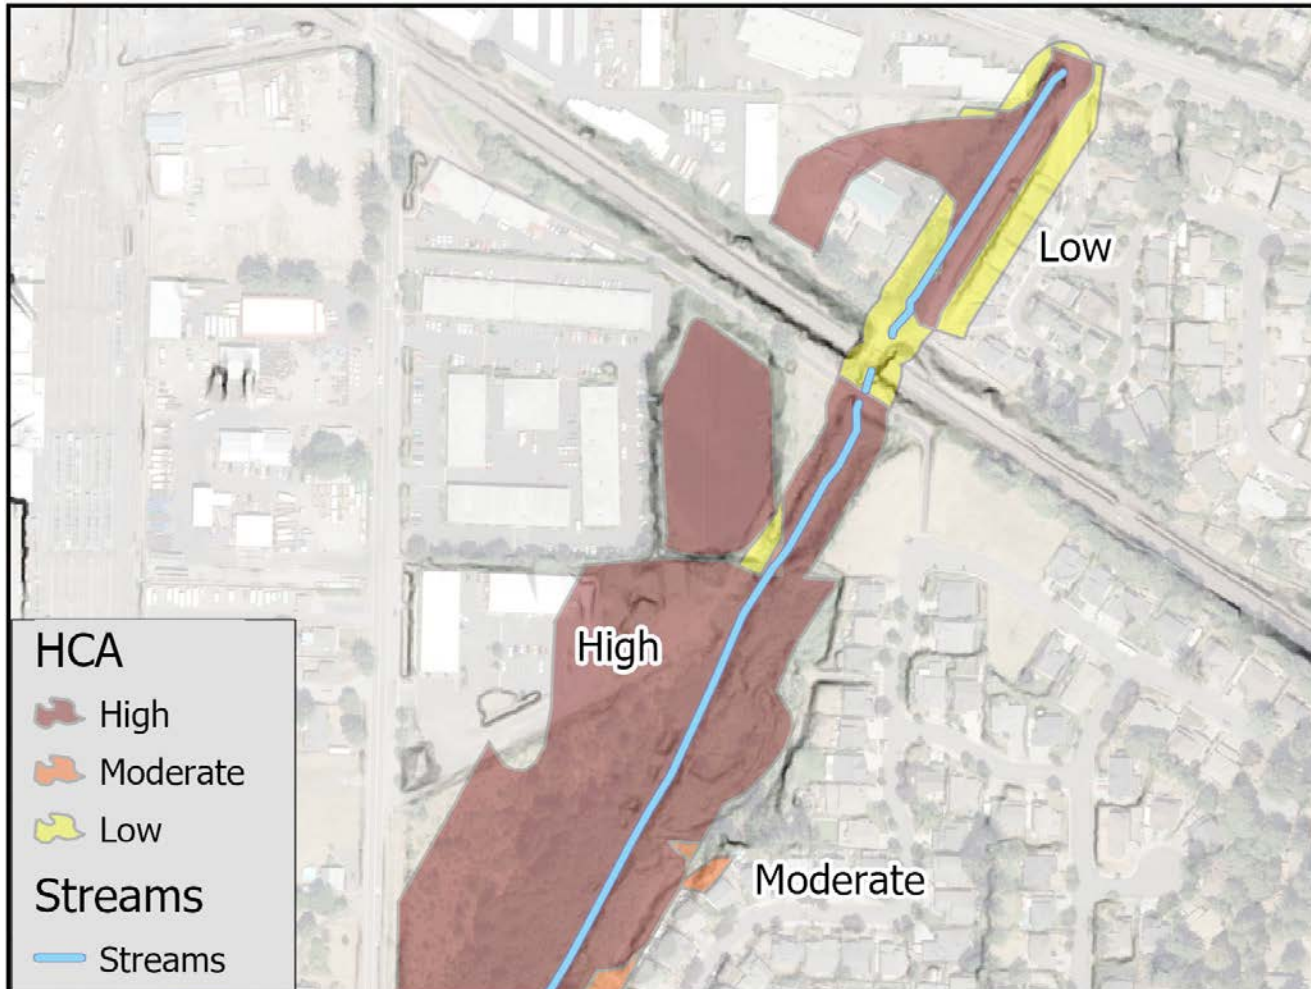 Low
High
Moderate
HCA
High
Moderate
Low
Streams
Streams